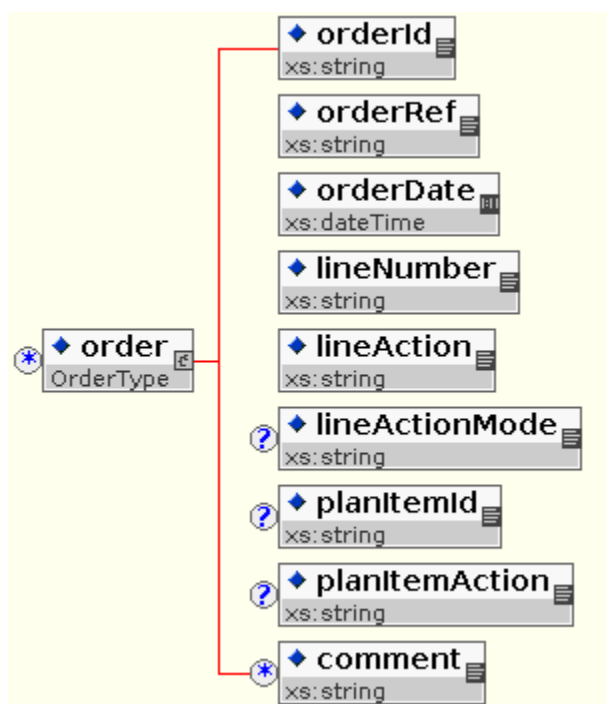 orderId
xs:string
orderRef
xs:string
orderDate
xs:dateTime
lineNumber
xs:string
* order
OrderType
lineAction
xs:string
? lineActionMode
xs:string
? planItemId
xs:string
? planItemAction
xs:string
* comment
xs:string